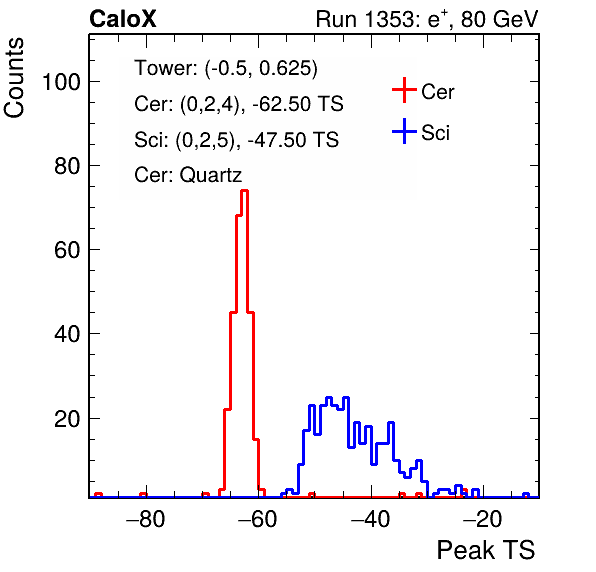 CaloX Run 1353: e⁺, 80 GeV
Counts
Tower: (-0.5, 0.625)
Cer: (0,2,4), -62.50 TS
Sci: (0,2,5), -47.50 TS
Cer: Quartz
Cer
Sci
100
80
60
40
20
−80 −60 −40 −20
Peak TS